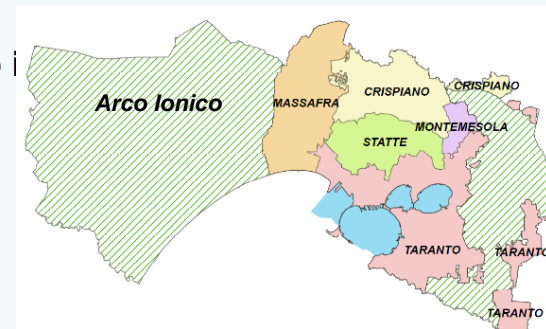 i
Arco Ionico
MASSAFRA
CRISPIANO
CRISPIANO
MONTEMESOLA
STATTE
TARANTO
TARANTO
TARANTO